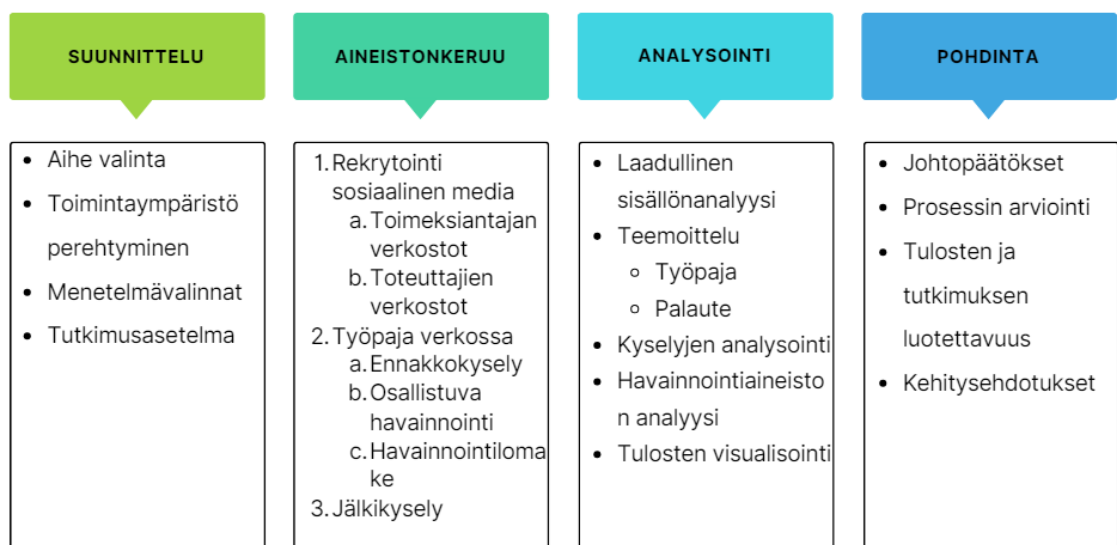 SUUNNITTELU
• Aihe valinta
• Toimintaympäristö
perehtyminen
• Menetelmävalinnat
• Tutkimusasetelma
AINEISTONKERUU
1. Rekrytointi
sosiaalinen media
a. Toimeksiantajan
verkostot
b. Toteuttajien
verkostot
2. Työpaja verkossa
a. Ennakkokysely
b. Osallistuva
havainnointi
c. Havainnointiloma
ke
3. Jälkikysely
ANALYSOINTI
• Laadullinen
sisällönanalyysi
• Teemoittelu
◦ Työpaja
◦ Palaute
• Kyselyjen analysointi
• Havainnointiaineisto
n analyysi
• Tulosten visualisointi
POHDINTA
• Johtopäätökset
• Prosessin arviointi
• Tulosten ja
tutkimuksen
luotettavuus
• Kehitysehdotukset